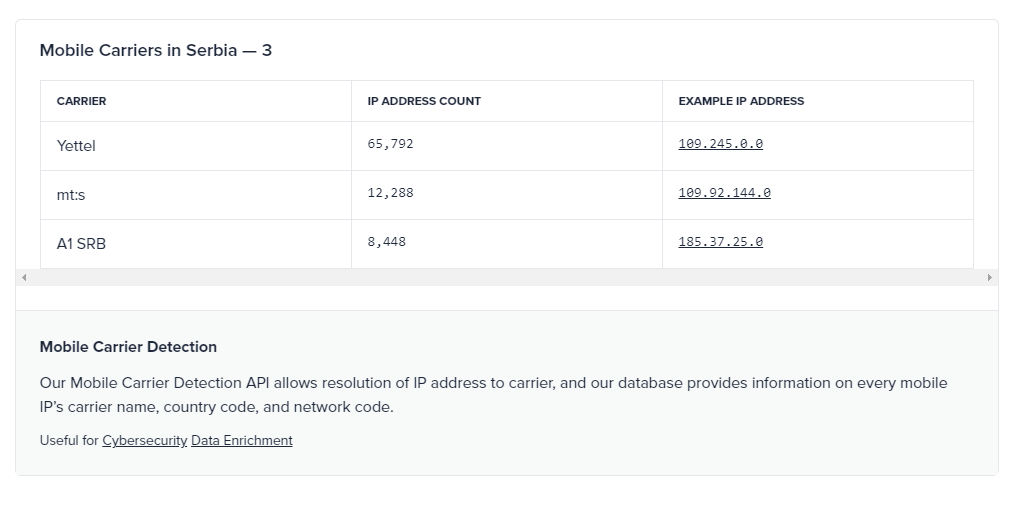 Mobile Carriers in Serbia — 3
CARRIER IP ADDRESS COUNT EXAMPLE IP ADDRESS
Yettel 65,792 109.245.0.0
mt:s 12,288 109.92.144.0
A1 SRB 8,448 185.37.25.0
Mobile Carrier Detection
Our Mobile Carrier Detection API allows resolution of IP address to carrier, and our database provides information on every mobile
IP’s carrier name, country code, and network code.
Useful for Cybersecurity Data Enrichment